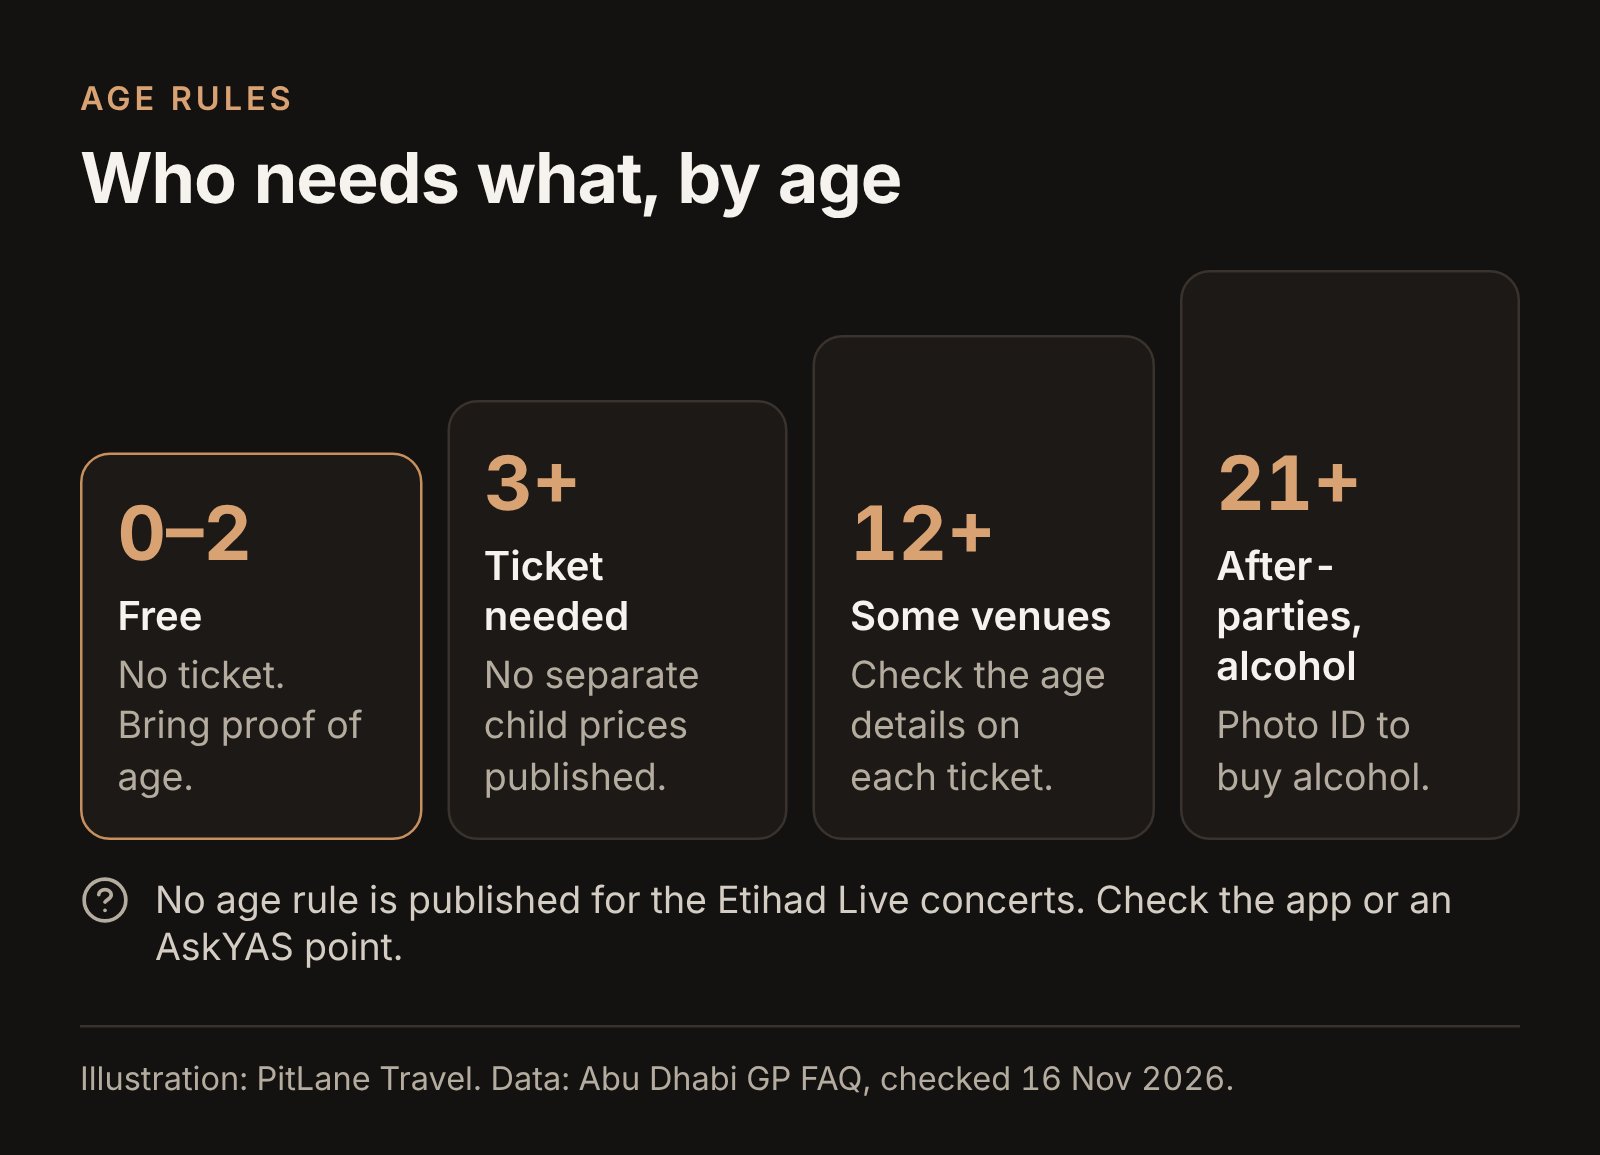 AGE RULES
Who needs what, by age
0–2
Free
No ticket.
Bring proof of
age.
3+
Ticket
needed
No separate
child prices
published.
12+
Some venues
Check the age
details on
each ticket.
21+
After-
parties,
alcohol
Photo ID to
buy alcohol.
No age rule is published for the Etihad Live concerts. Check the app or an
AskYAS point.
Illustration: PitLane Travel. Data: Abu Dhabi GP FAQ, checked 16 Nov 2026.